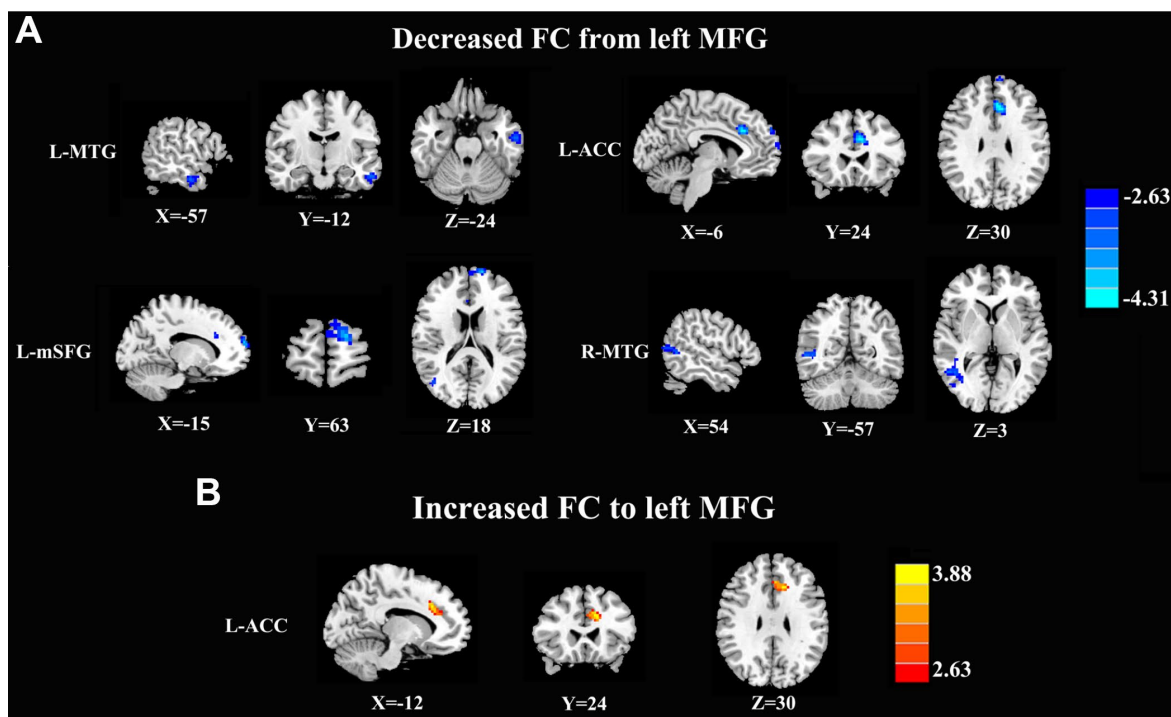 A
Decreased FC from left MFG
L-MTG
X=-57
Y=-12
Z=-24
L-ACC
X=-6
Y=24
Z=30
-2.63
-4.31
L-mSFG
X=-15
Y=63
Z=18
R-MTG
X=54
Y=-57
Z=3
B
Increased FC to left MFG
L-ACC
X=-12
Y=24
Z=30
3.88
2.63